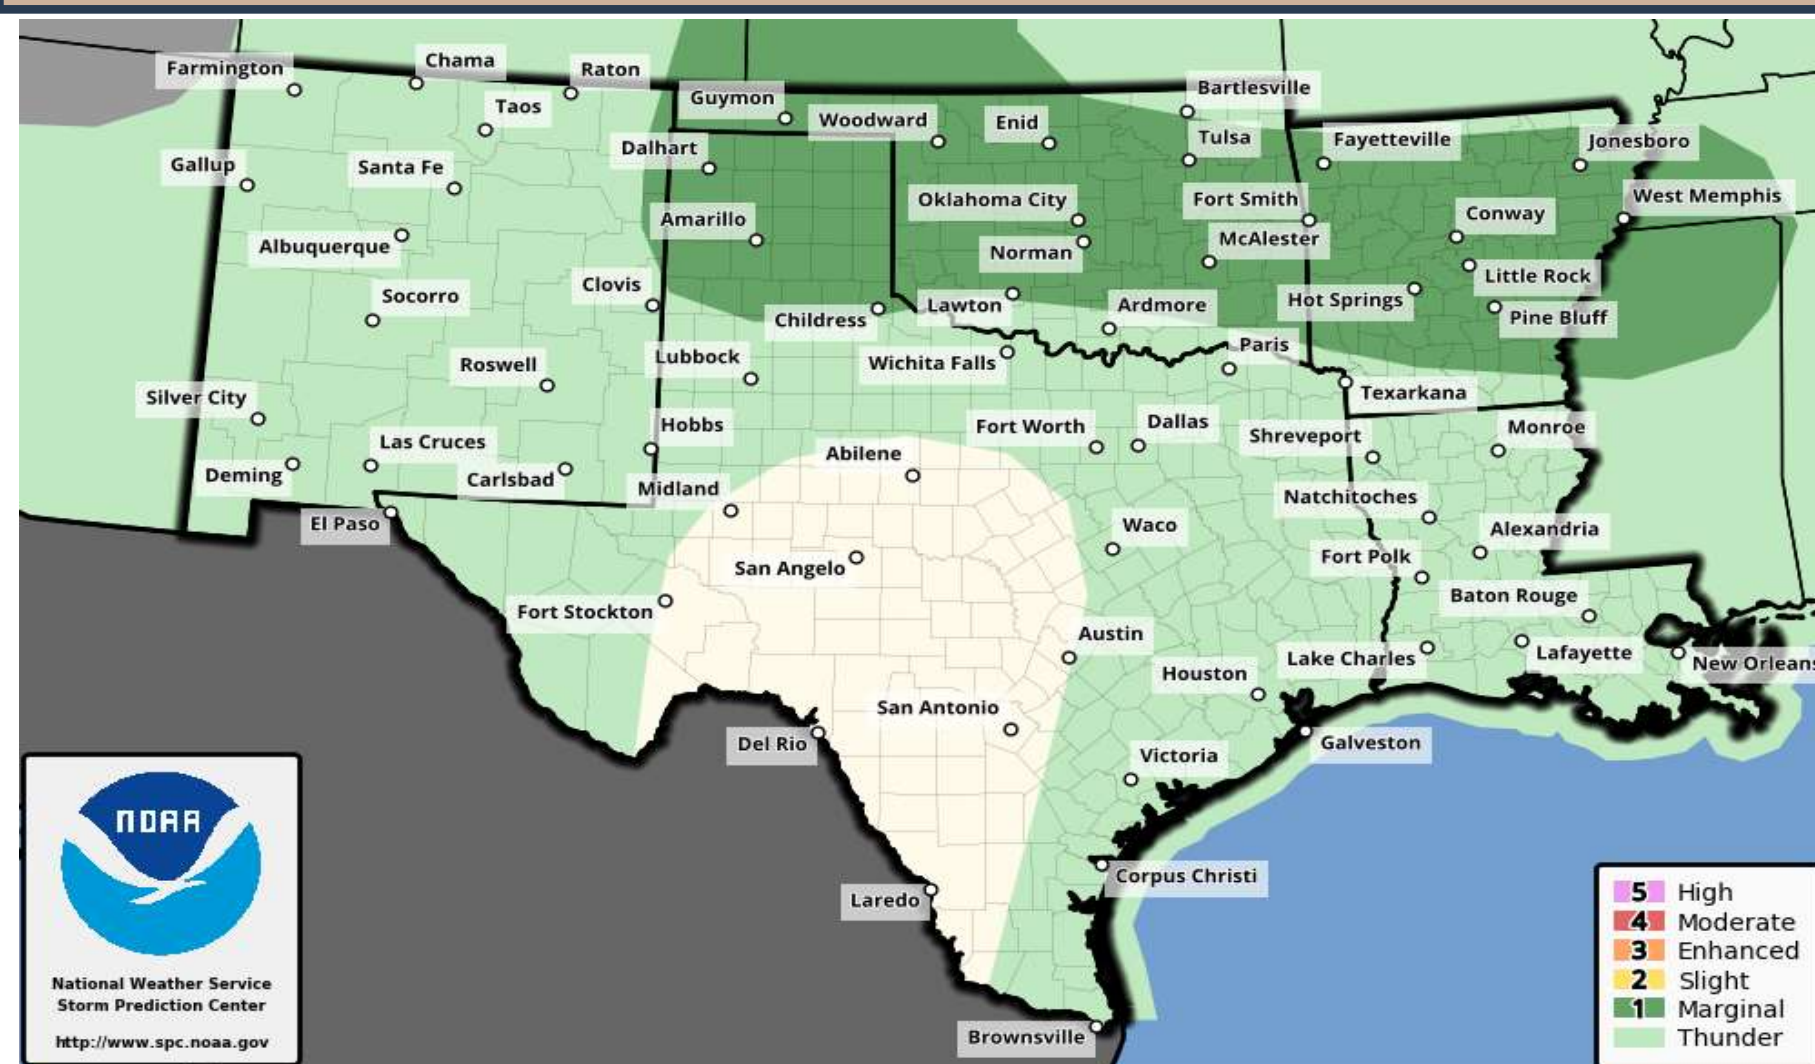 Farmington
Chama
Raton
Taos
Guymon
Woodward
Enid
Bartlesville
Tulsa
Fayetteville
Jonesboro
Gallup
Santa Fe
Dalhart
Oklahoma City
Fort Smith
West Memphis
Albuquerque
Amarillo
Norman
McAlester
Conway
Little Rock
Socorro
Clovis
Childress
Lawton
Ardmore
Hot Springs
Pine Bluff
Roswell
Lubbock
Wichita Falls
Paris
Silver City
Texarkana
Las Cruces
Hobbs
Fort Worth
Dallas
Shreveport
Monroe
Deming
Carlsbad
Midland
Abilene
Natchitoches
El Paso
Waco
Alexandria
San Angelo
Fort Polk
Fort Stockton
Baton Rouge
Austin
Houston
Lake Charles
Lafayette
New Orleans
San Antonio
Del Rio
Victoria
Galveston
Laredo
Corpus Christi
Brownsville
NOAA
National Weather Service
Storm Prediction Center
http://www.spc.noaa.gov
5 High
4 Moderate
3 Enhanced
2 Slight
1 Marginal
Thunder